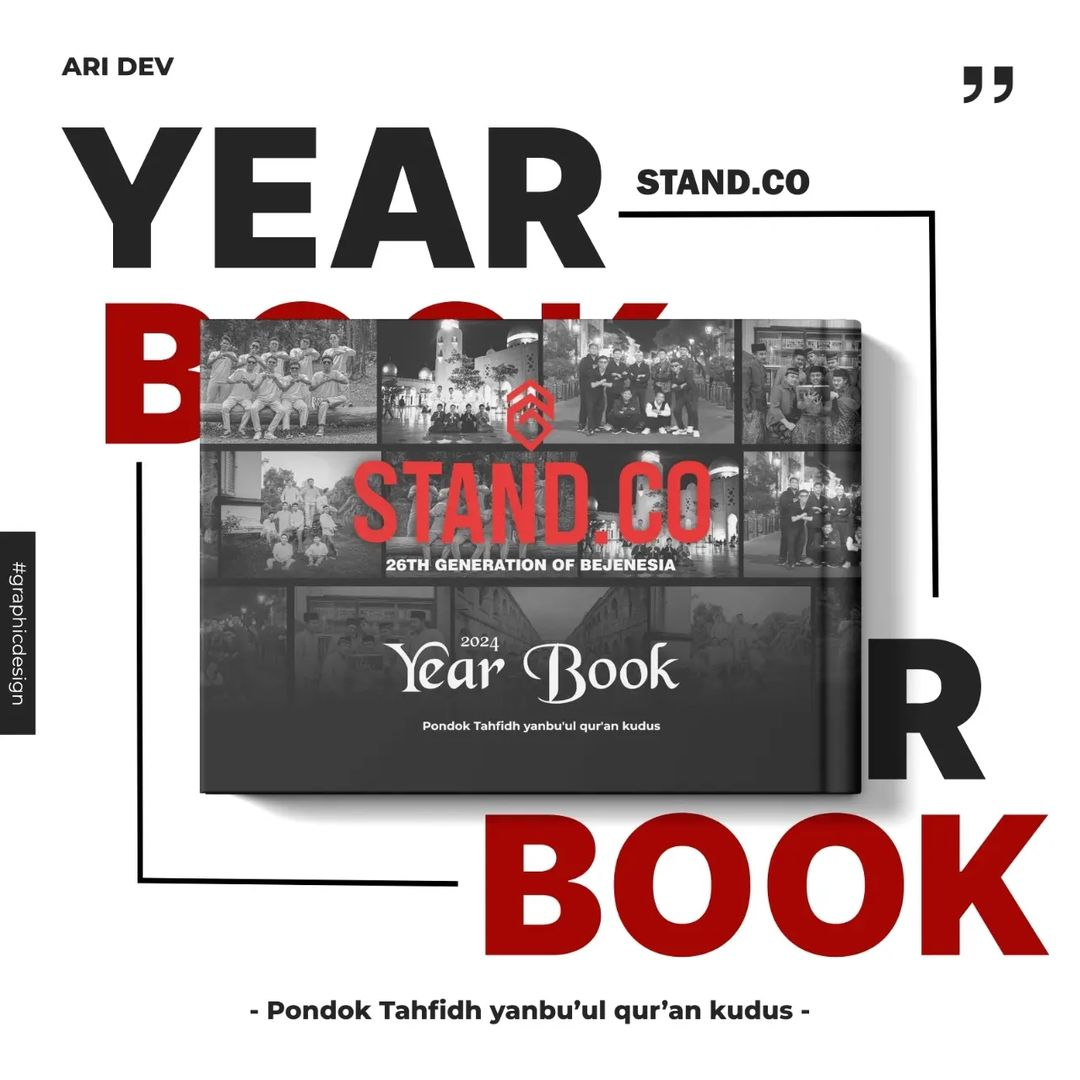 ARI DEV
”
YEAR
STAND.CO
BOOK
STAND.CO
26TH GENERATION OF BEJENESIA
2024
Year Book
Pondok Tahfidh yanbu'ul qur'an kudus
#graphicdesign
R
BOOK
- Pondok Tahfidh yanbu’ul qur’an kudus -